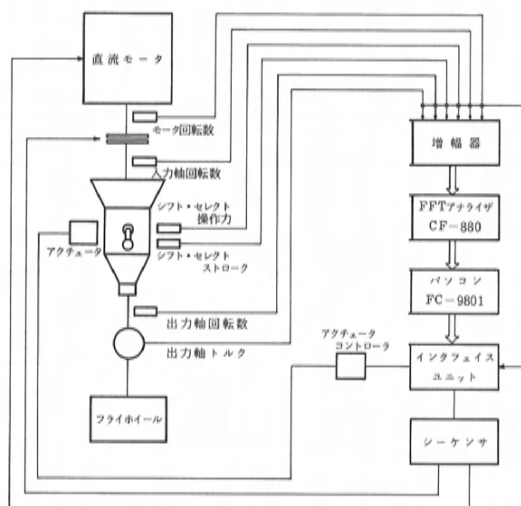 直流モータ
モータ回転数
入力軸回転数
シフト・セレクト
操作力
シフト・セレクト
ストローク
アクチュータ
出力軸回転数
出力軸トルク
フライホイール
増幅器
FFTアナライザ
CF-880
パソコン
FC-9801
アクチュータ
コントローラ
インタフェイス
ユニット
シーケンサ